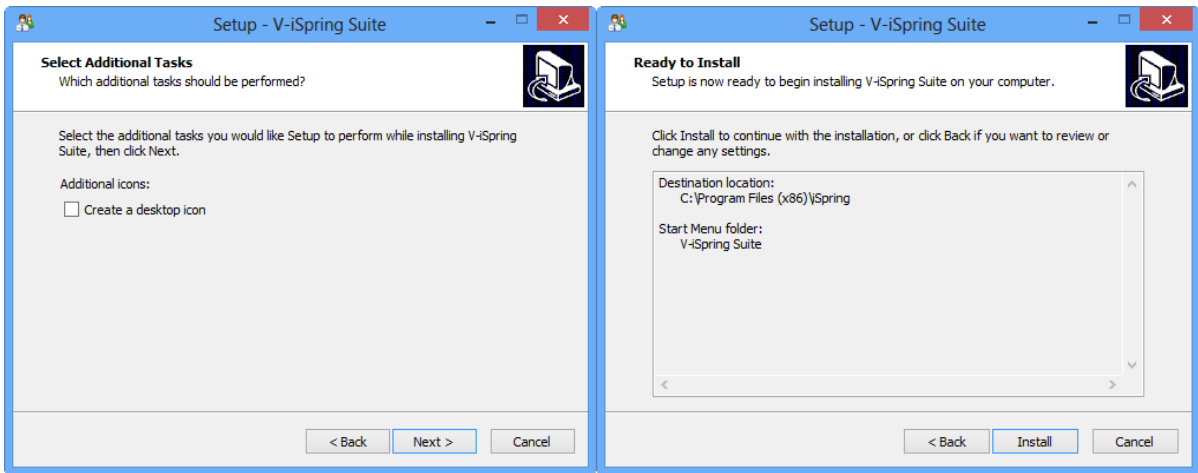 Setup - V-iSpring Suite
Select Additional Tasks
Which additional tasks should be performed?
Select the additional tasks you would like Setup to perform while installing V-iSpring
Suite, then click Next.
Additional icons:
Create a desktop icon
< Back
Next >
Cancel
Setup - V-iSpring Suite
Ready to Install
Setup is now ready to begin installing V-iSpring Suite on your computer.
Click Install to continue with the installation, or click Back if you want to review or
change any settings.
Destination location:
C:\Program Files (x86)\iSpring
Start Menu folder:
V-iSpring Suite
< Back
Install
Cancel